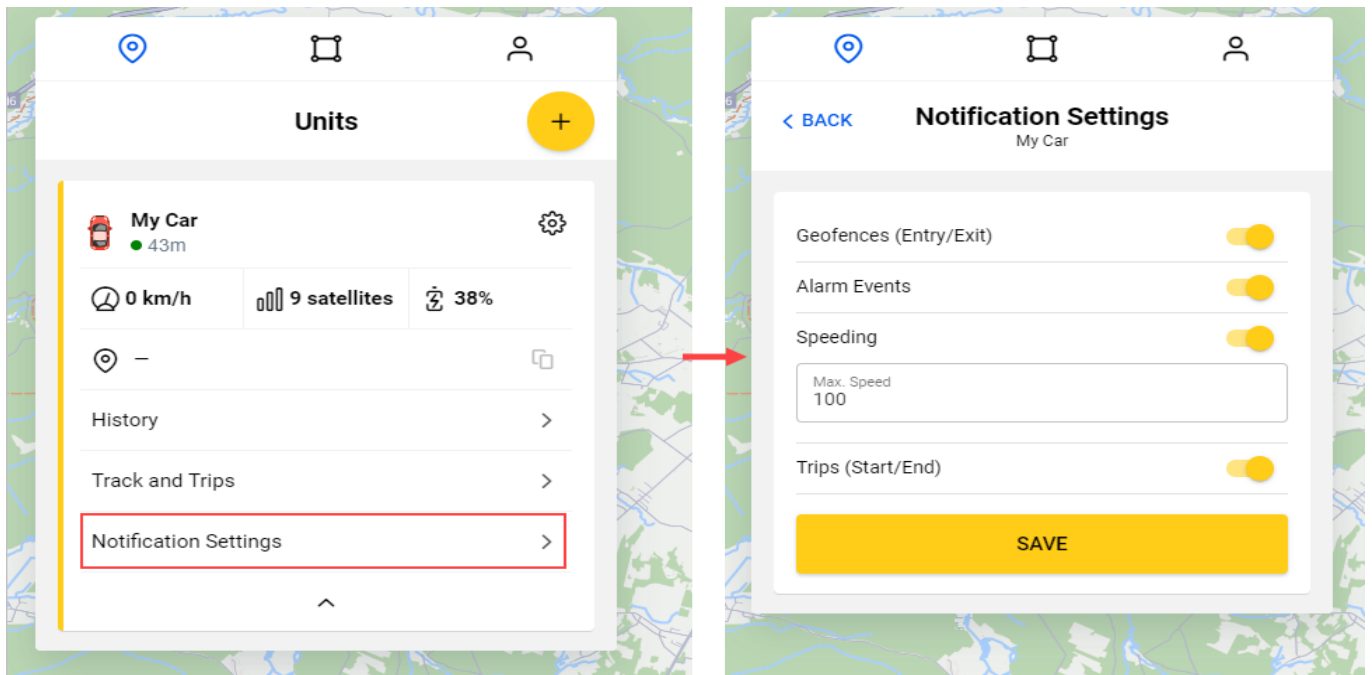 Units
+
My Car
43m
0 km/h
9 satellites
38%
–
History
Track and Trips
Notification Settings
< BACK
Notification Settings
My Car
Geofences (Entry/Exit)
Alarm Events
Speeding
Max. Speed
100
Trips (Start/End)
SAVE